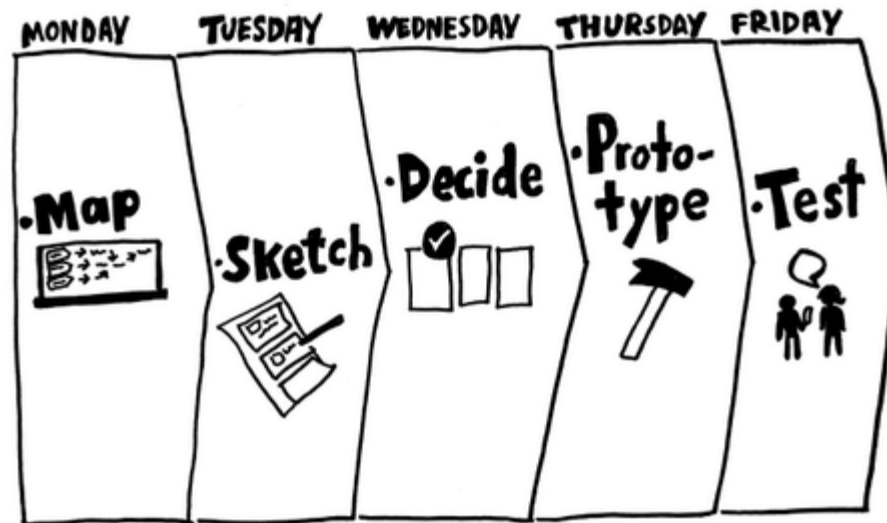 MONDAY TUESDAY WEDNESDAY THURSDAY FRIDAY
·Map
·Sketch
·Decide
·Proto-
type
·Test